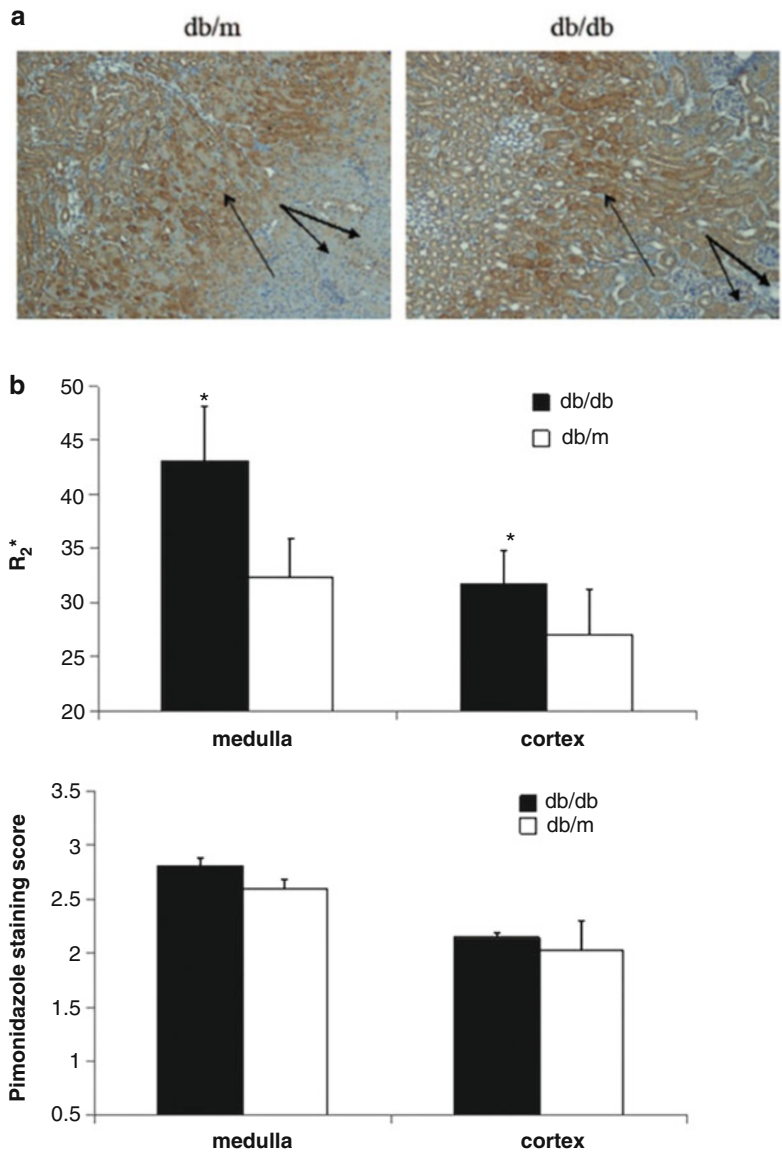 a
db/m
db/db
b
50
45
40
35
30
25
20
R2*
*
*
db/db
db/m
medulla
cortex
3.5
3
2.5
2
1.5
1
0.5
Pimonidazole staining score
db/db
db/m
medulla
cortex